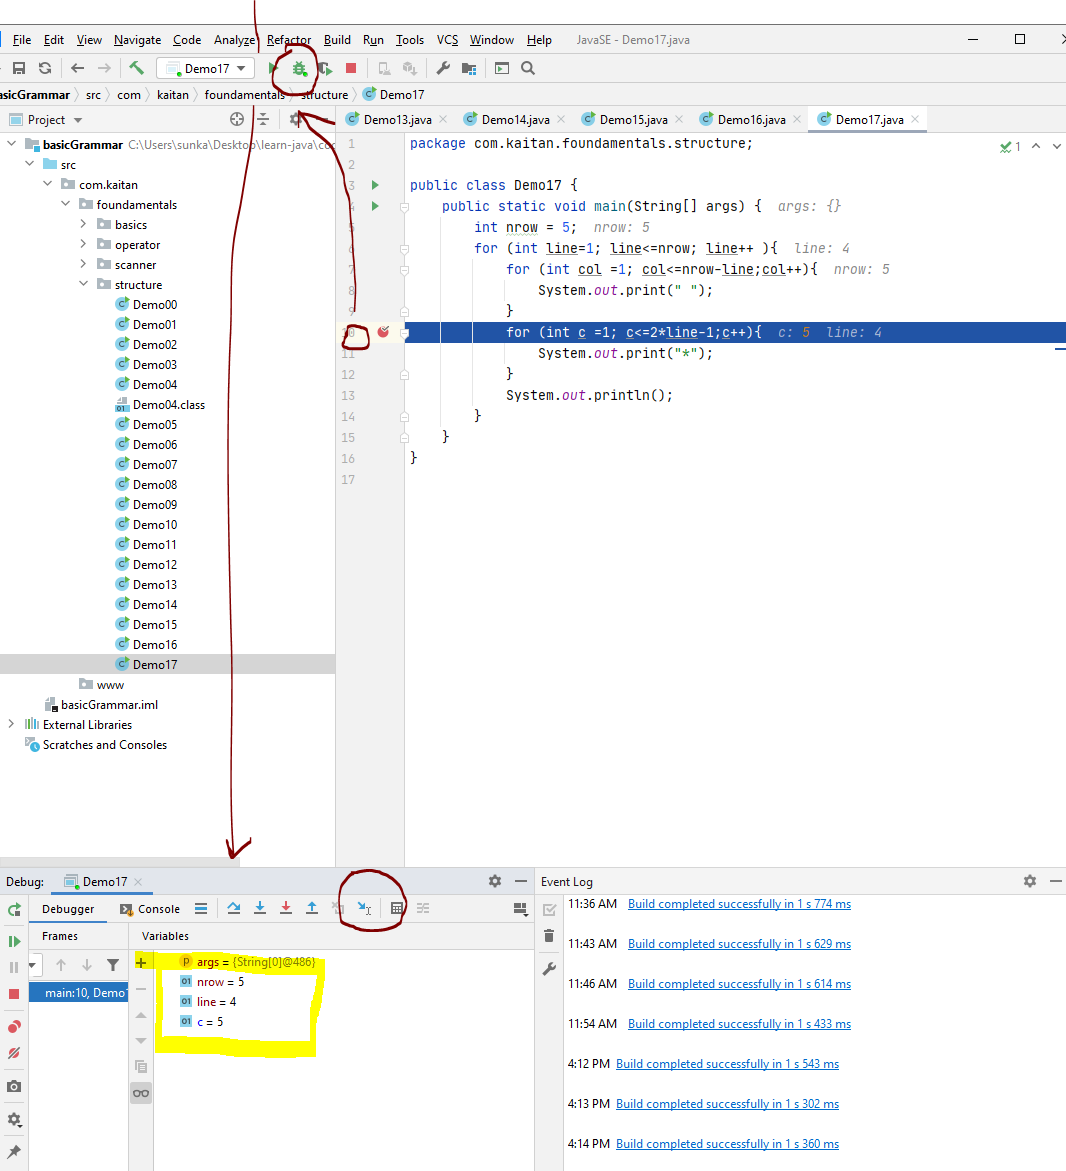 File Edit View Navigate Code Analyze Refactor Build Run Tools VCS Window Help JavaSE - Demo17.java
Demo17
asicGrammar src com kaitan foundamentals structure Demo17
Project
Demo13.java Demo14.java Demo15.java Demo16.java Demo17.java
basicGrammar C:\Users\sunka\Desktop\learn-java\co
src
com.kaitan
foundamentals
basics
operator
scanner
structure
Demo00
Demo01
Demo02
Demo03
Demo04
Demo04.class
Demo05
Demo06
Demo07
Demo08
Demo09
Demo10
Demo11
Demo12
Demo13
Demo14
Demo15
Demo16
Demo17
www
basicGrammar.iml
External Libraries
Scratches and Consoles
1 package com.kaitan.foundamentals.structure; 1
2
3 public class Demo17 {
4 public static void main(String[] args) { args: {}
5 int nrow = 5; nrow: 5
6 for (int line=1; line<=nrow; line++ ){ line: 4
7 for (int col =1; col<=nrow-line;col++){ nrow: 5
8 System.out.print(" ");
9 }
10 for (int c =1; c<=2*line-1;c++){ c: 5 line: 4
11 System.out.print("*");
12 }
13 System.out.println();
14 }
15 }
16 }
17
Debug: Demo17
Debugger Console
Frames Variables
main:10, Demo1
args = {String[0]@486}
nrow = 5
line = 4
c = 5
Event Log
11:36 AM Build completed successfully in 1 s 774 ms
11:43 AM Build completed successfully in 1 s 629 ms
11:46 AM Build completed successfully in 1 s 614 ms
11:54 AM Build completed successfully in 1 s 433 ms
4:12 PM Build completed successfully in 1 s 543 ms
4:13 PM Build completed successfully in 1 s 302 ms
4:14 PM Build completed successfully in 1 s 360 ms